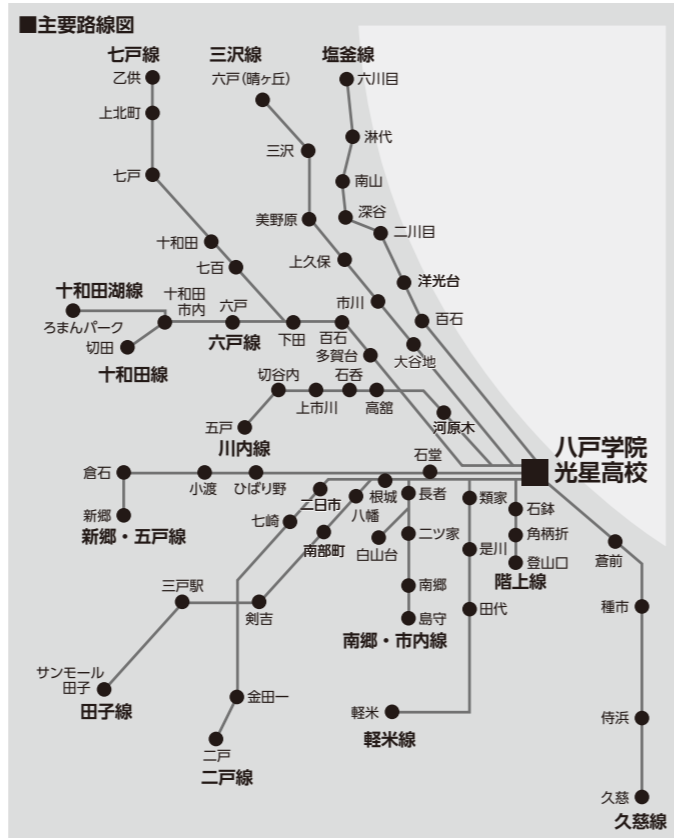 ■主要路線図
七戸線
三沢線
塩釜線
乙供
六戸(晴ヶ丘)
六川目
上北町
淋代
三沢
七戸
南山
深谷
美野原
二川目
十和田
上久保
七百
洋光台
十和田湖線
十和田
市内
六戸
市川
百石
ろまんパーク
六戸線
下田
百石
切田
多賀台
大谷地
十和田線
切谷内
石呑
上市川
高舘
河原木
五戸
川内線
八戸学院
光星高校
石堂
倉石
小渡
ひばり野
根城
長者
類家
二日市
八幡
石鉢
新郷
七崎
二ツ家
角柄折
新郷・五戸線
南部町
白山台
是川
蒼前
登山口
階上線
三戸駅
南郷
剣吉
島守
田代
種市
南郷・市内線
サンモール
田子
金田一
田子線
軽米
侍浜
軽米線
二戸
二戸線
久慈
久慈線